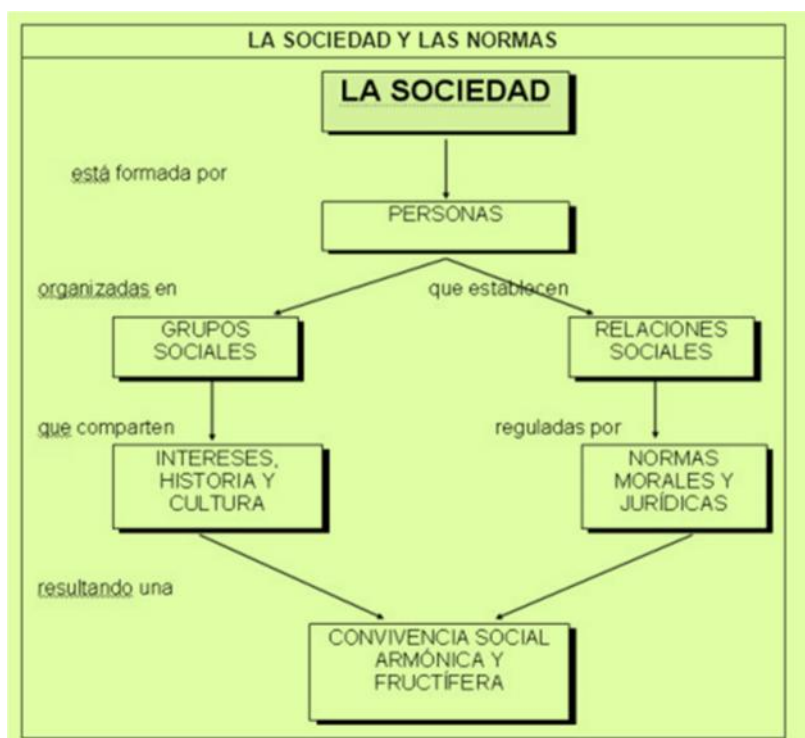 LA SOCIEDAD Y LAS NORMAS
LA SOCIEDAD
está formada por
PERSONAS
organizadas en
que establecen
GRUPOS
SOCIALES
RELACIONES
SOCIALES
que comparten
reguladas por
INTERESES,
HISTORIA Y
CULTURA
NORMAS
MORALES Y
JURÍDICAS
resultando una
CONVIVENCIA SOCIAL
ARMÓNICA Y
FRUCTÍFERA